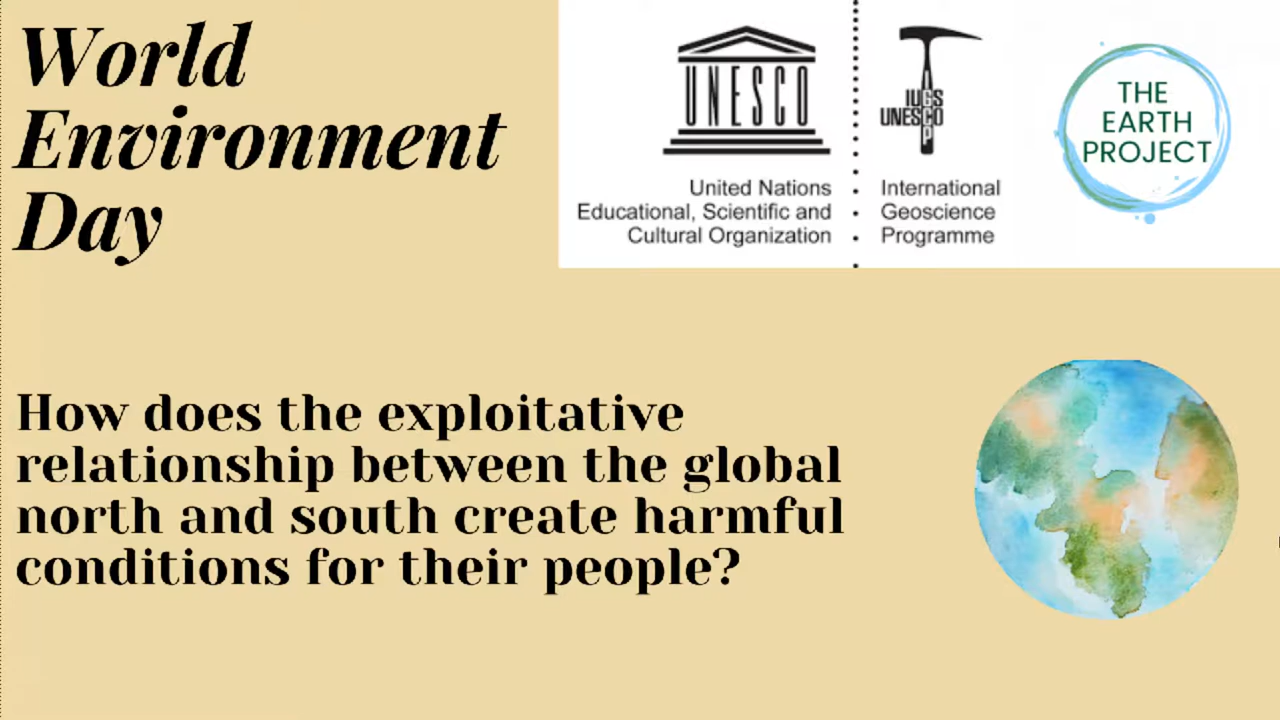 World
Environment
Day
UNESCO
United Nations
Educational, Scientific and
Cultural Organization
IUGS
UNESCO
IGCP
International
Geoscience
Programme
THE
EARTH
PROJECT
How does the exploitative
relationship between the global
north and south create harmful
conditions for their people?